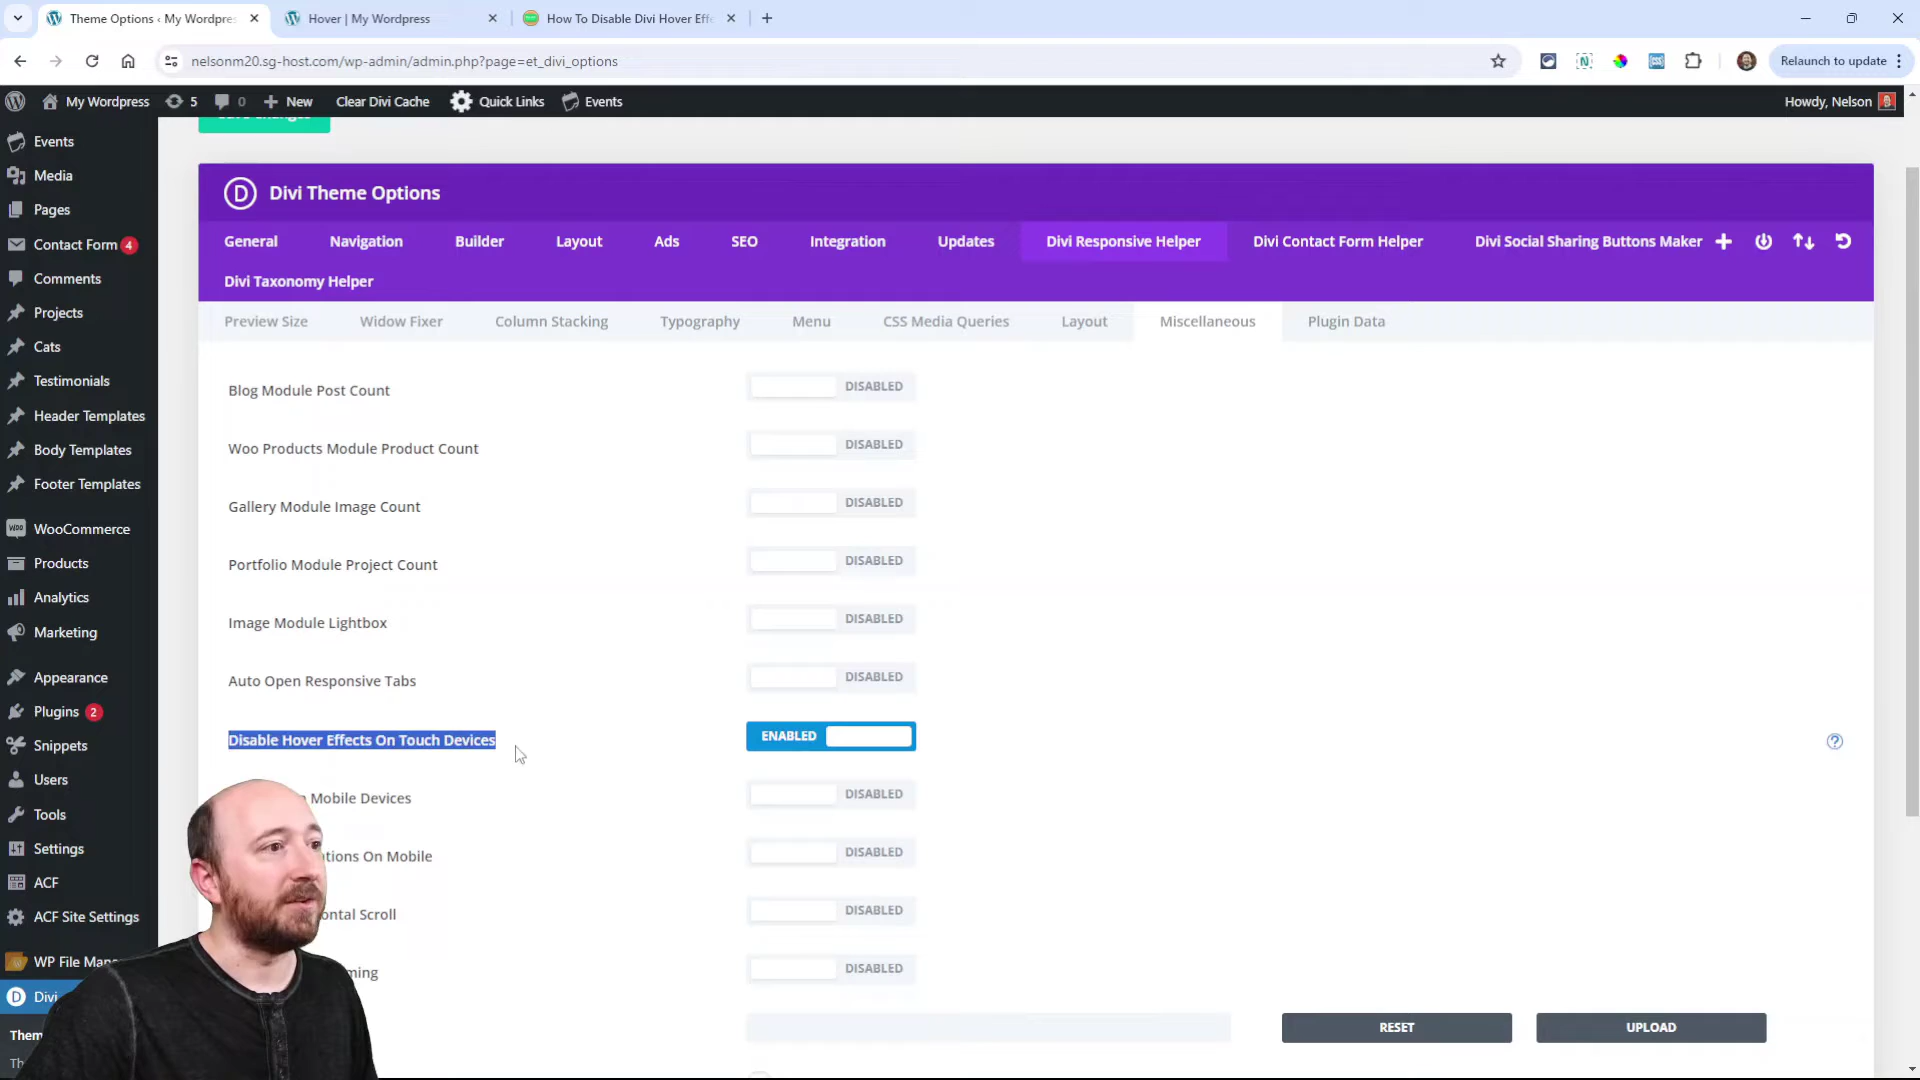 Theme Options ‹ My Wordpre
Hover | My Wordpress
How To Disable Divi Hover Eff
nelsonm20.sg-host.com/wp-admin/admin.php?page=et_divi_options
Relaunch to update
My Wordpress
5
0
New
Clear Divi Cache
Quick Links
Events
Howdy, Nelson
Events
Media
Pages
Contact Form 4
Comments
Projects
Cats
Testimonials
Header Templates
Body Templates
Footer Templates
WooCommerce
Products
Analytics
Marketing
Appearance
Plugins 2
Snippets
Users
Tools
Settings
ACF
ACF Site Settings
WP File Man
Divi
Them
Th
Divi Theme Options
General
Navigation
Builder
Layout
Ads
SEO
Integration
Updates
Divi Responsive Helper
Divi Contact Form Helper
Divi Social Sharing Buttons Maker
Divi Taxonomy Helper
Preview Size
Widow Fixer
Column Stacking
Typography
Menu
CSS Media Queries
Layout
Miscellaneous
Plugin Data
Blog Module Post Count DISABLED
Woo Products Module Product Count DISABLED
Gallery Module Image Count DISABLED
Portfolio Module Project Count DISABLED
Image Module Lightbox DISABLED
Auto Open Responsive Tabs DISABLED
Disable Hover Effects On Touch Devices ENABLED
Mobile Devices DISABLED
tions On Mobile DISABLED
ontal Scroll DISABLED
ming DISABLED
RESET
UPLOAD